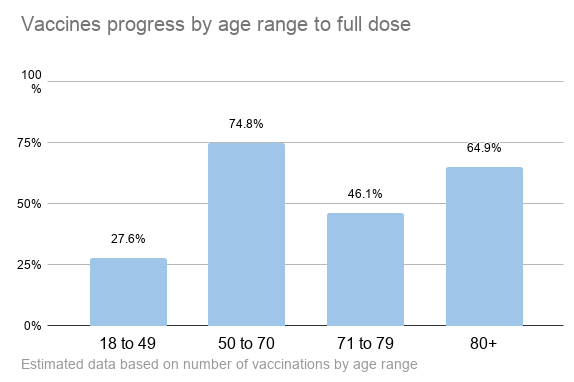 Vaccines progress by age range to full dose
100
%
74.8%
75%
64.9%
50%
46.1%
27.6%
25%
0%
18 to 49
50 to 70
71 to 79
80+
Estimated data based on number of vaccinations by age range